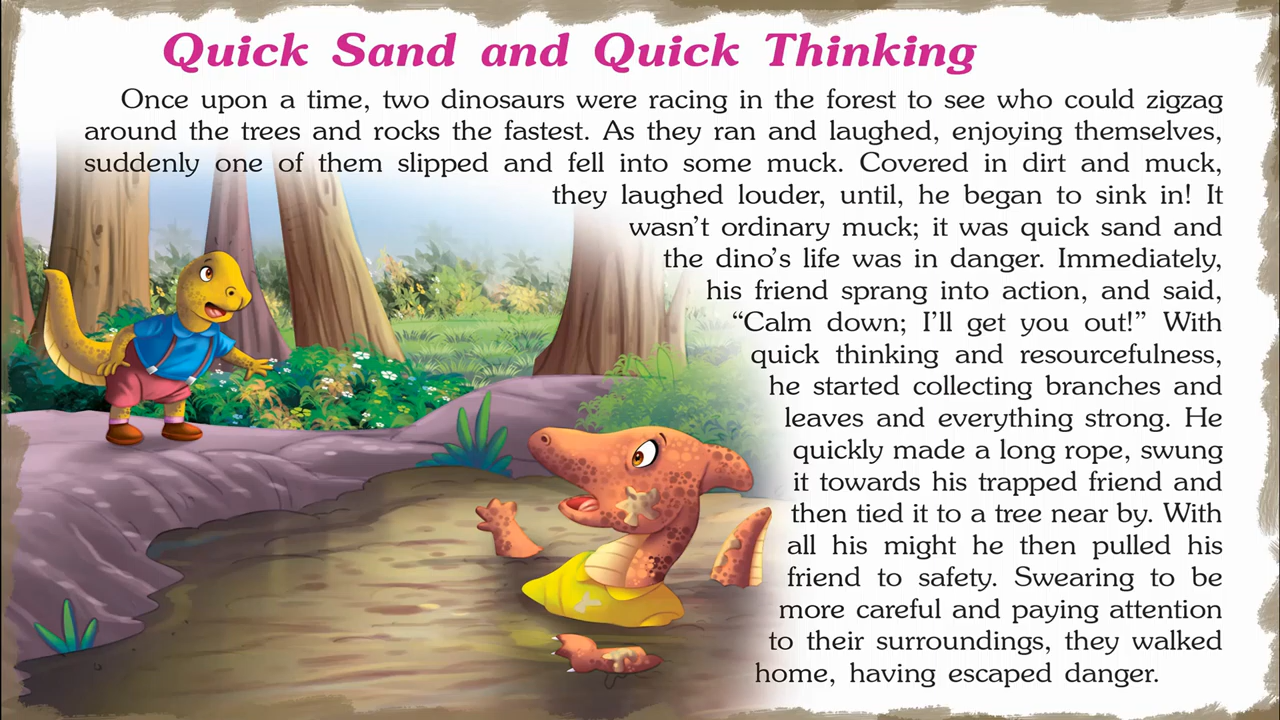 Quick Sand and Quick Thinking
Once upon a time, two dinosaurs were racing in the forest to see who could zigzag
around the trees and rocks the fastest. As they ran and laughed, enjoying themselves,
suddenly one of them slipped and fell into some muck. Covered in dirt and muck,
they laughed louder, until, he began to sink in! It
wasn’t ordinary muck; it was quick sand and
the dino’s life was in danger. Immediately,
his friend sprang into action, and said,
“Calm down; I’ll get you out!” With
quick thinking and resourcefulness,
he started collecting branches and
leaves and everything strong. He
quickly made a long rope, swung
it towards his trapped friend and
then tied it to a tree near by. With
all his might he then pulled his
friend to safety. Swearing to be
more careful and paying attention
to their surroundings, they walked
home, having escaped danger.